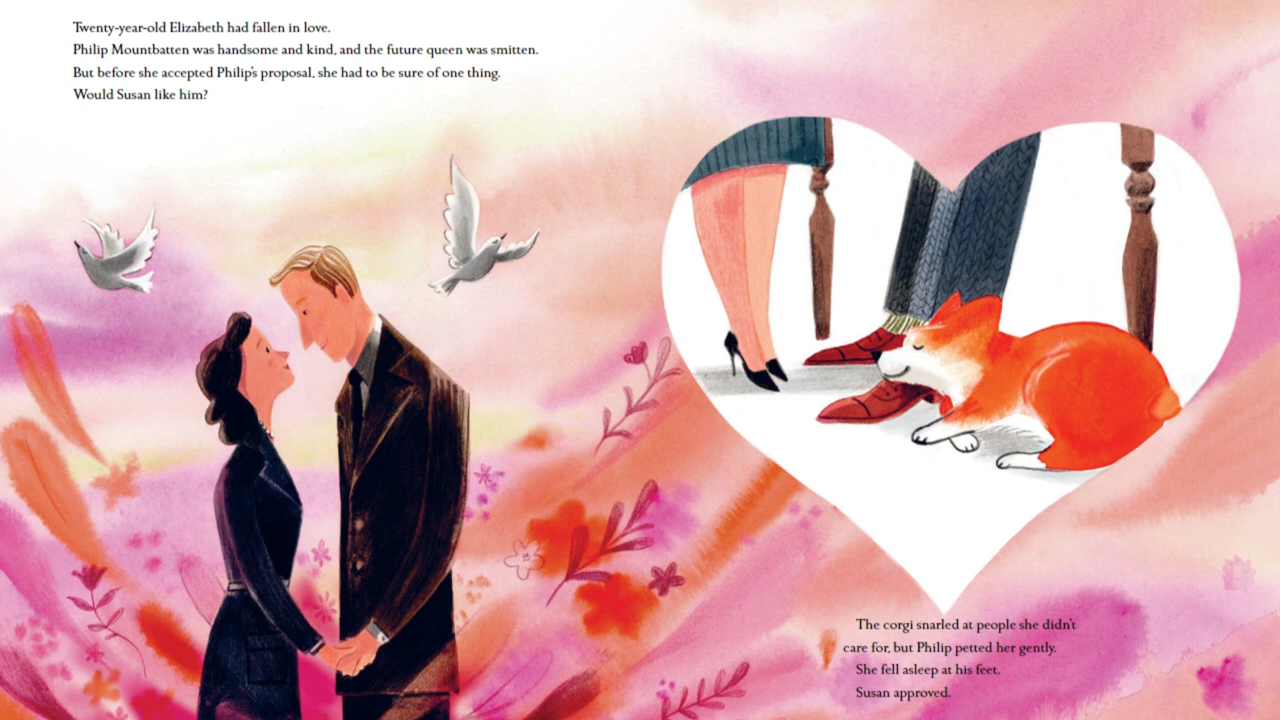 Twenty-year-old Elizabeth had fallen in love.
Philip Mountbatten was handsome and kind, and the future queen was smitten.
But before she accepted Philip's proposal, she had to be sure of one thing.
Would Susan like him?
The corgi snarled at people she didn't
care for, but Philip petted her gently.
She fell asleep at his feet.
Susan approved.